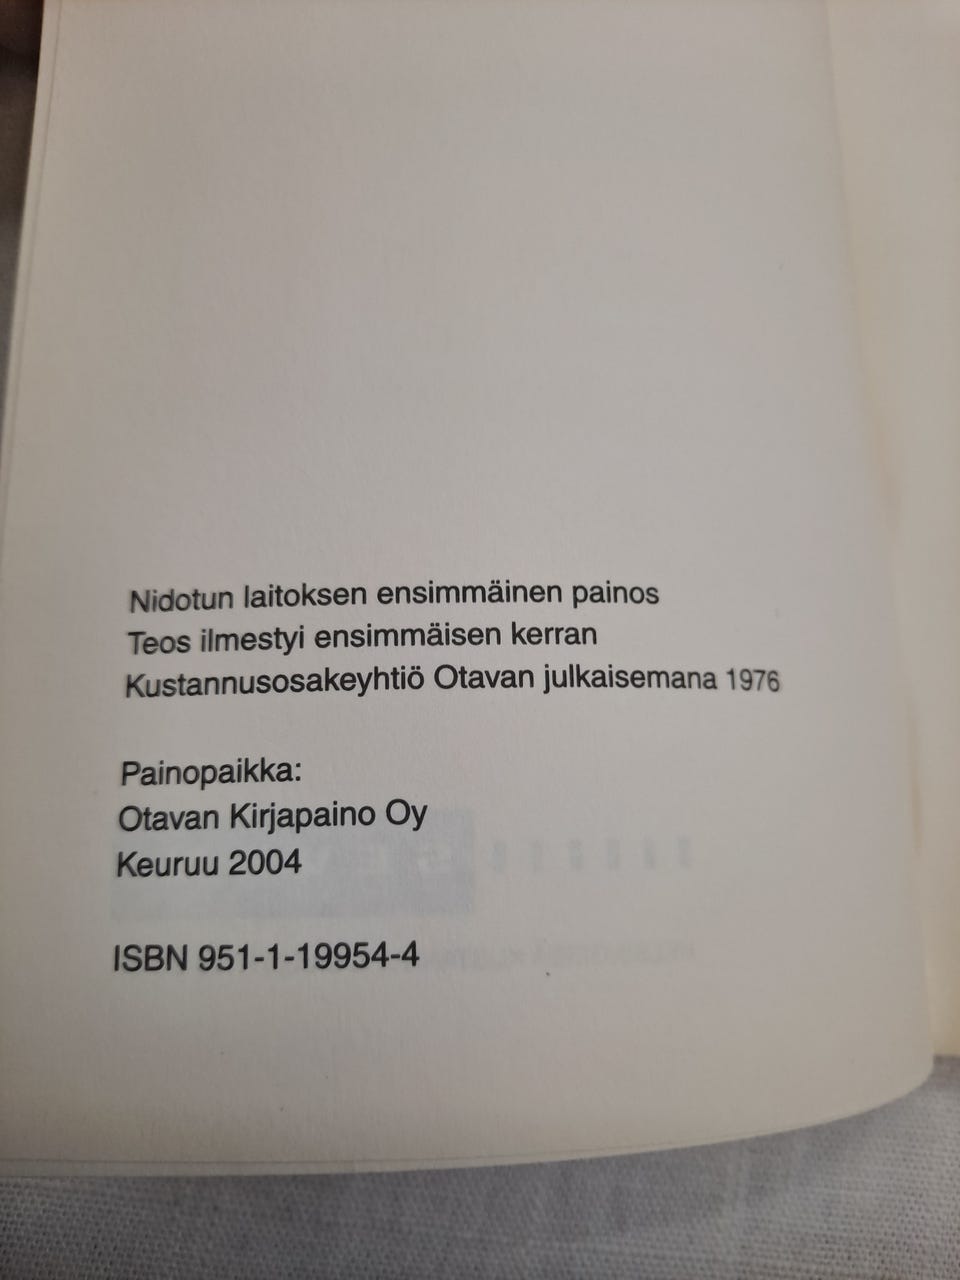 Nidotun laitoksen ensimmäinen painos
Teos ilmestyi ensimmäisen kerran
Kustannusosakeyhtiö Otavan julkaisemana 1976
Painopaikka:
Otavan Kirjapaino Oy
Keuruu 2004
ISBN 951-1-19954-4